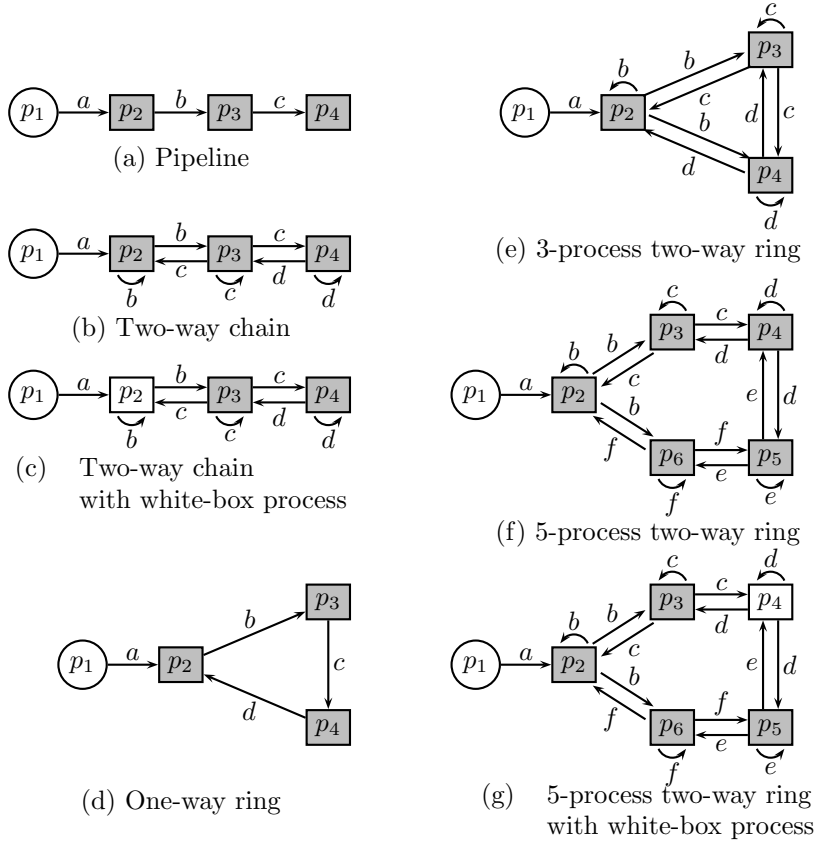 p1 a p2 b p3 c p4
(a) Pipeline
p1 a p2 b p3 c p4
c d
b c d
(b) Two-way chain
p1 a p2 b p3 c p4
c d
b c d
(c) Two-way chain
with white-box process
b p3
p1 a p2 c
d p4
(d) One-way ring
c
p3
b b
c
p1 a p2 b d c
d p4
d
(e) 3-process two-way ring
c d
p3 c p4
b b d
c
p1 a p2 b e d
f p6 f p5
e
f e
(f) 5-process two-way ring
c d
p3 c p4
b b d
c
p1 a p2 b e d
f p6 f p5
e
f e
(g) 5-process two-way ring
with white-box process